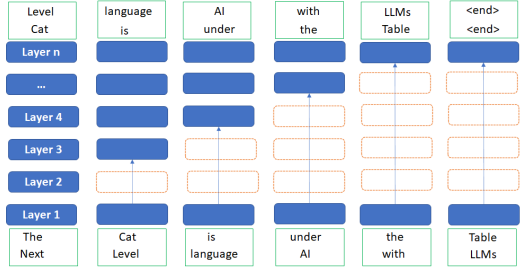 Level
Cat
language
is
AI
under
with
the
LLMs
Table
<end>
<end>
Layer n
...
Layer 4
Layer 3
Layer 2
Layer 1
The
Next
Cat
Level
is
language
under
AI
the
with
Table
LLMs